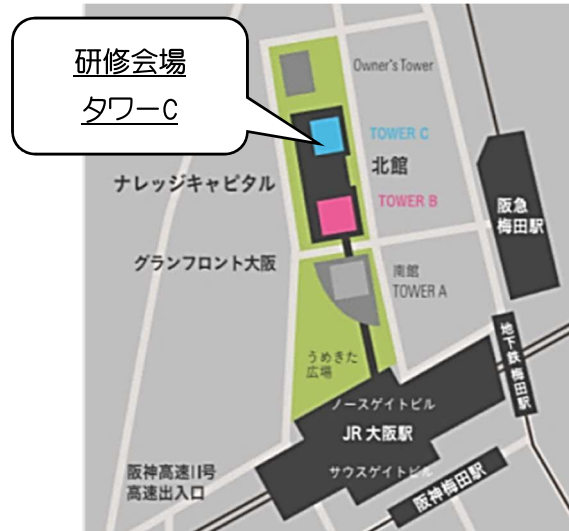 研修会場
タワーC
Owner's Tower
TOWER C
北館
ナレッジキャピタル
TOWER B
阪急
梅田駅
グランフロント大阪
南館
TOWER A
地下鉄梅田駅
うめきた
広場
ノースゲイトビル
JR 大阪駅
サウスゲイトビル
阪神高速11号
高速出入口
阪神梅田駅